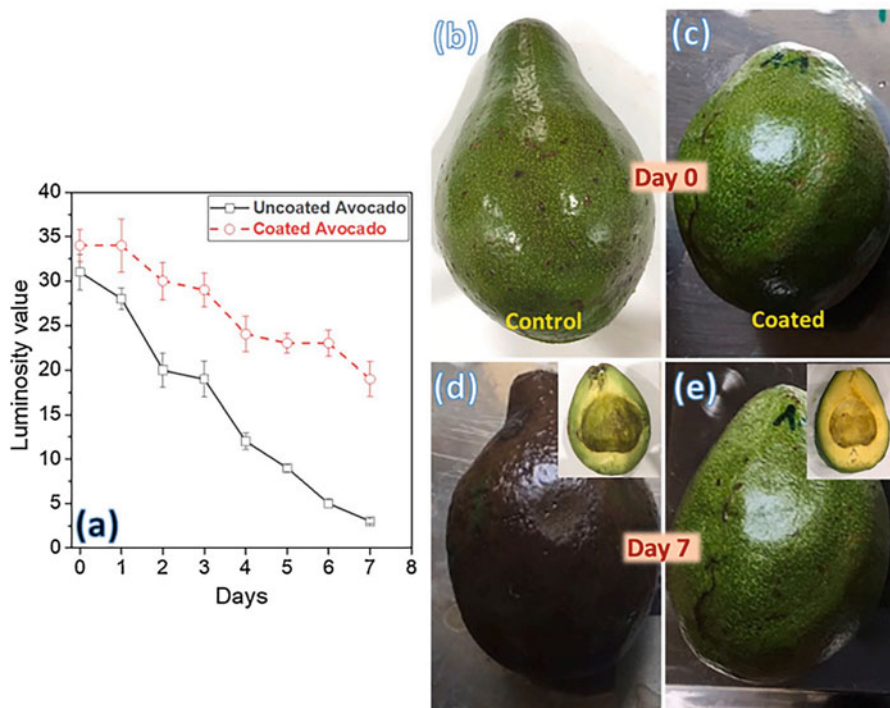 (b)
(c)
Day 0
Control
Coated
40
35
30
25
20
15
10
5
0
Luminosity value
Uncoated Avocado
Coated Avocado
(a)
0 1 2 3 4 5 6 7 8
Days
(d)
(e)
Day 7